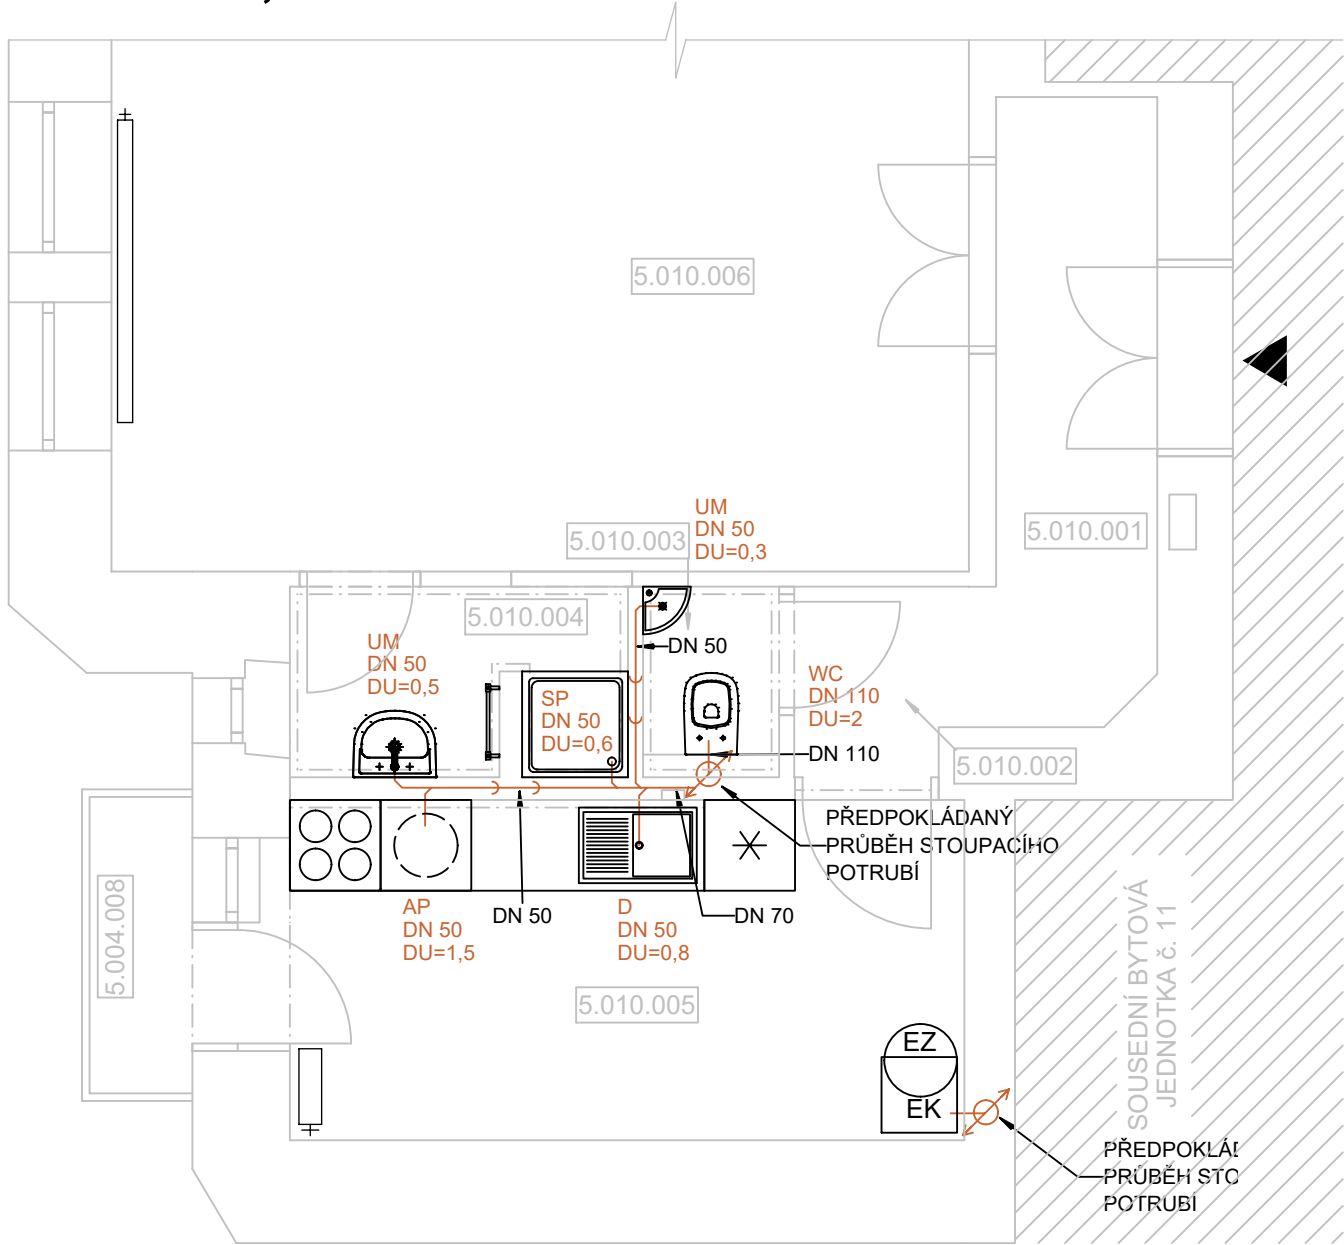 5.010.006
UM
DN 50
DU=0,3
5.010.003
5.010.001
5.010.004
DN 50
UM
DN 50
DU=0,5
SP
DN 50
DU=0,6
WC
DN 110
DU=2
DN 110
5.010.002
PŘEDPOKLÁDANÝ
PRŮBĚH STOUPACÍHO
POTRUBÍ
AP
DN 50
DU=1,5
DN 50
D
DN 50
DU=0,8
DN 70
5.004.008
5.010.005
SOUSEDNÍ BYTOVÁ
JEDNOTKA č. 11
EZ
EK
PŘEDPOKLÁ
PRŮBĚH STO
POTRUBÍ